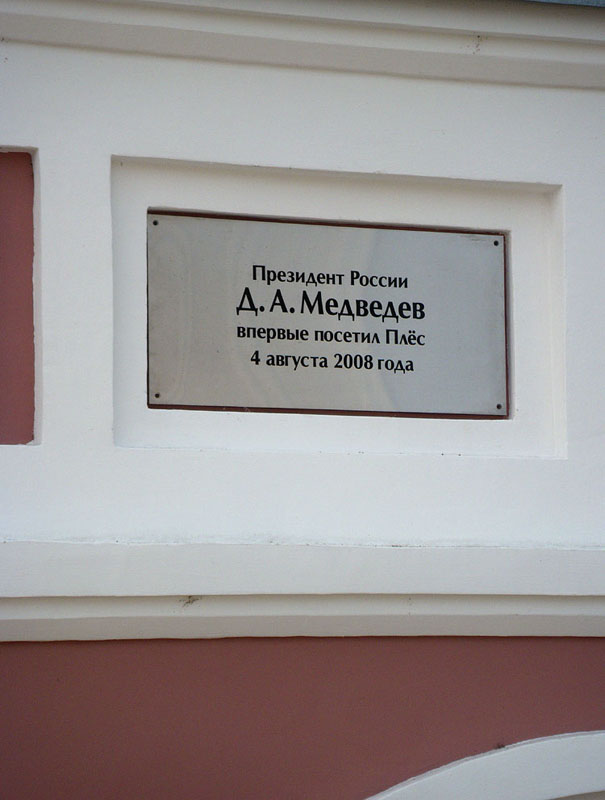 Президент России
Д. А. Медведев
впервые посетил Плёс
4 августа 2008 года